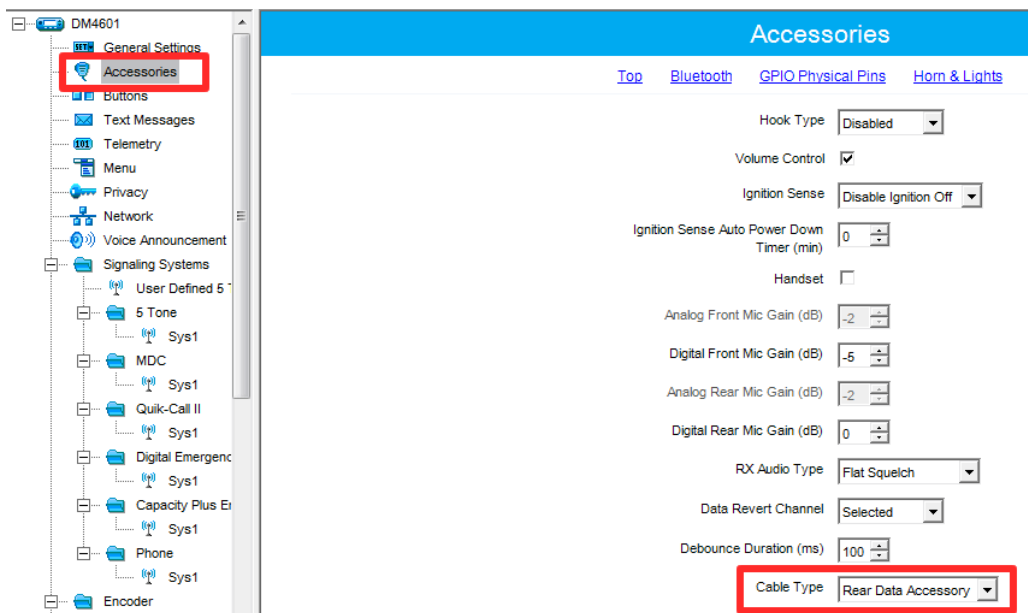 DM4601
General Settings
Accessories
Buttons
Text Messages
Telemetry
Menu
Privacy
Network
Voice Announcement
Signaling Systems
User Defined 5
5 Tone
Sys1
MDC
Sys1
Quik-Call II
Sys1
Digital Emergenc
Sys1
Capacity Plus Er
Sys1
Phone
Sys1
Encoder
Accessories
Top Bluetooth GPIO Physical Pins Horn & Lights
Hook Type Disabled
Volume Control
Ignition Sense Disable Ignition Off
Ignition Sense Auto Power Down
Timer (min) 0
Handset
Analog Front Mic Gain (dB) -2
Digital Front Mic Gain (dB) -5
Analog Rear Mic Gain (dB) -2
Digital Rear Mic Gain (dB) 0
RX Audio Type Flat Squelch
Data Revert Channel Selected
Debounce Duration (ms) 100
Cable Type Rear Data Accessory